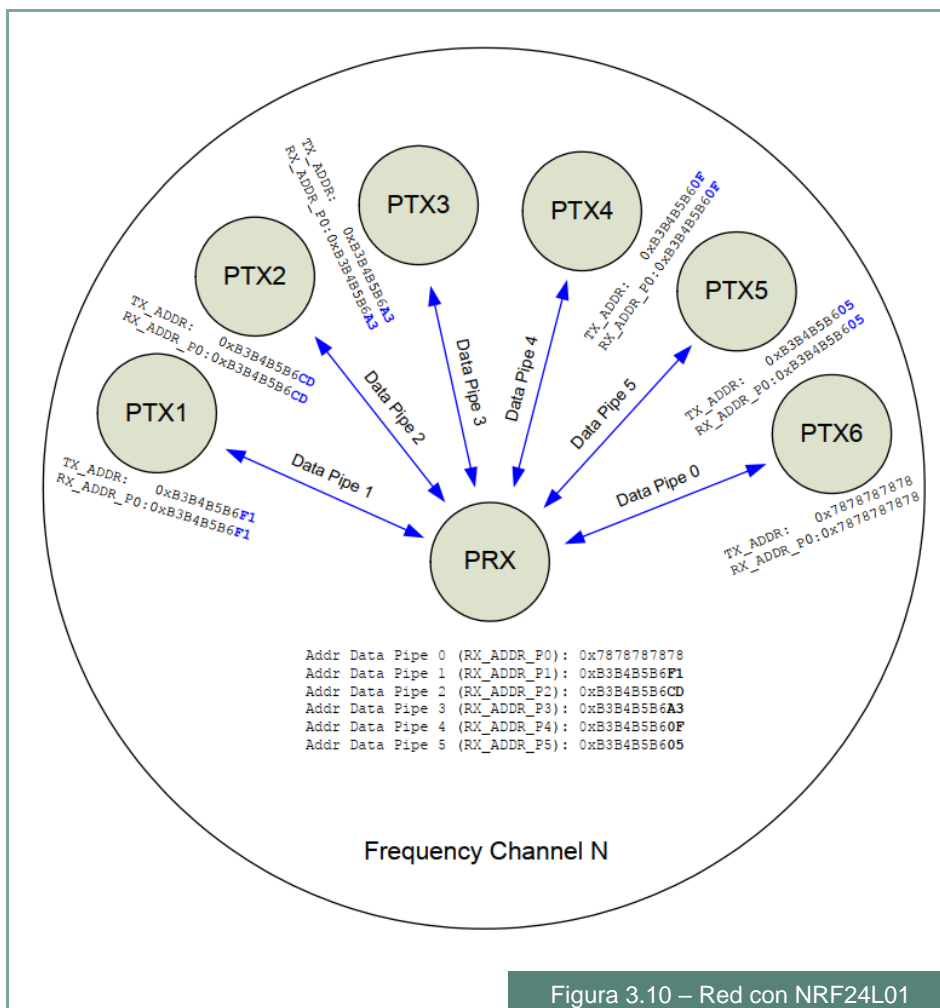 PTX3
PTX4
TX_ADDR: 0xB3B4B5B6A3
RX_ADDR_P0:0xB3B4B5B6A3
TX_ADDR: 0xB3B4B5B60F
RX_ADDR_P0:0xB3B4B5B60F
PTX2
PTX5
TX_ADDR: 0xB3B4B5B6CD
RX_ADDR_P0:0xB3B4B5B6CD
TX_ADDR: 0xB3B4B5B605
RX_ADDR_P0:0xB3B4B5B605
PTX1
PTX6
Data Pipe 2
Data Pipe 3
Data Pipe 4
Data Pipe 5
TX_ADDR: 0xB3B4B5B6F1
RX_ADDR_P0:0xB3B4B5B6F1
Data Pipe 1
Data Pipe 0
TX_ADDR: 0x7878787878
RX_ADDR_P0:0x7878787878
PRX
Addr Data Pipe 0 (RX_ADDR_P0): 0x7878787878
Addr Data Pipe 1 (RX_ADDR_P1): 0xB3B4B5B6F1
Addr Data Pipe 2 (RX_ADDR_P2): 0xB3B4B5B6CD
Addr Data Pipe 3 (RX_ADDR_P3): 0xB3B4B5B6A3
Addr Data Pipe 4 (RX_ADDR_P4): 0xB3B4B5B60F
Addr Data Pipe 5 (RX_ADDR_P5): 0xB3B4B5B605
Frequency Channel N
Figura 3.10 – Red con NRF24L01